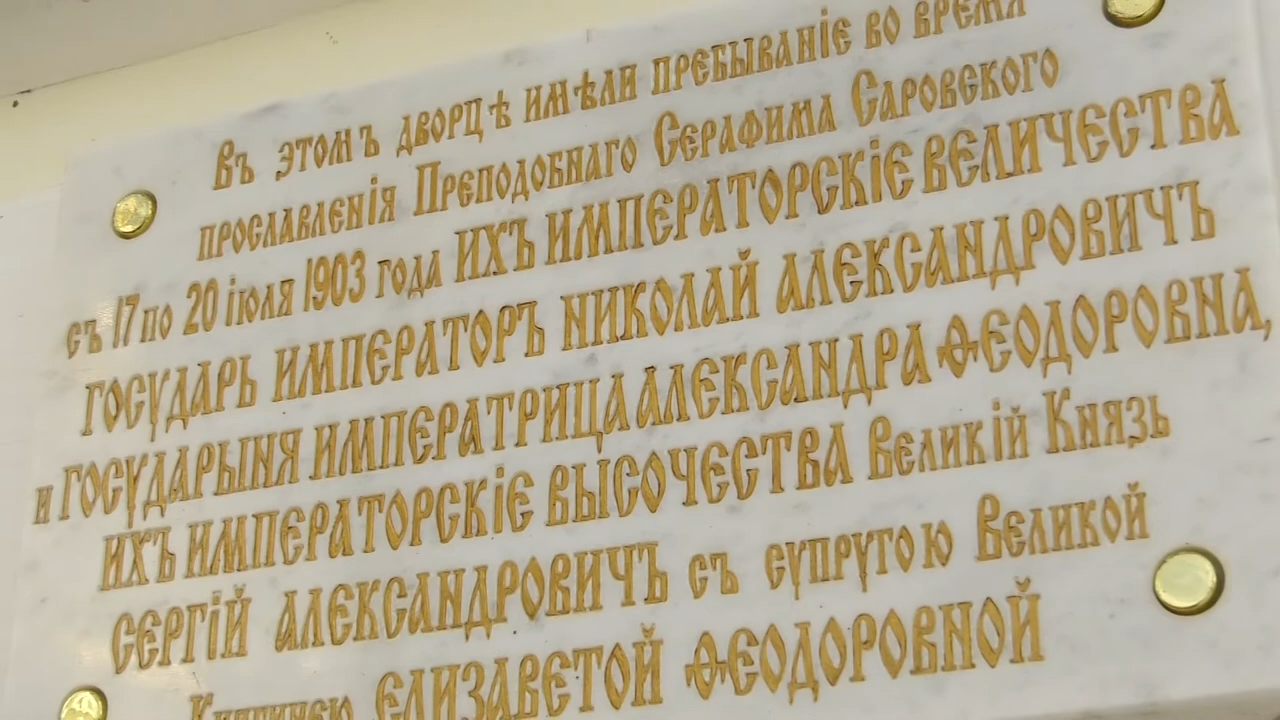 Въ этомъ дворцѣ имѣли пребываніе во время
прославленія Преподобнаго Серафима Саровскаго
съ 17 по 20 іюля 1903 года ИХЪ ИМПЕРАТОРСКІЕ ВЕЛИЧЕСТВА
ГОСУДАРЬ ИМПЕРАТОРЪ НИКОЛАЙ АЛЕКСАНДРОВИЧЪ
и ГОСУДАРЫНЯ ИМПЕРАТРИЦА АЛЕКСАНДРА ѲЕОДОРОВНА,
ИХЪ ИМПЕРАТОРСКІЕ ВЫСОЧЕСТВА Великій Князь
СЕРГІЙ АЛЕКСАНДРОВИЧЪ съ супругою Великой
Княгинею ЕЛИЗАВЕТОЙ ѲЕОДОРОВНОЙ